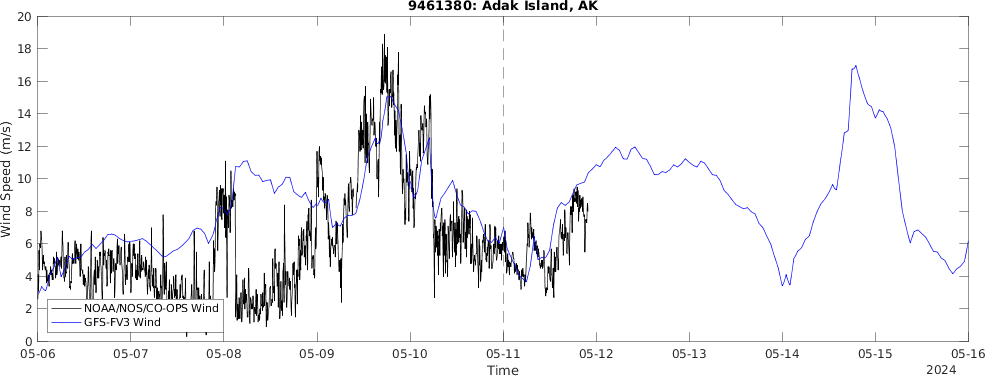 9461380: Adak Island, AK
Wind Speed (m/s)
20
18
16
14
12
10
8
6
4
2
0
NOAA/NOS/CO-OPS Wind
GFS-FV3 Wind
05-06 05-07 05-08 05-09 05-10 05-11 05-12 05-13 05-14 05-15 05-16
Time
2024